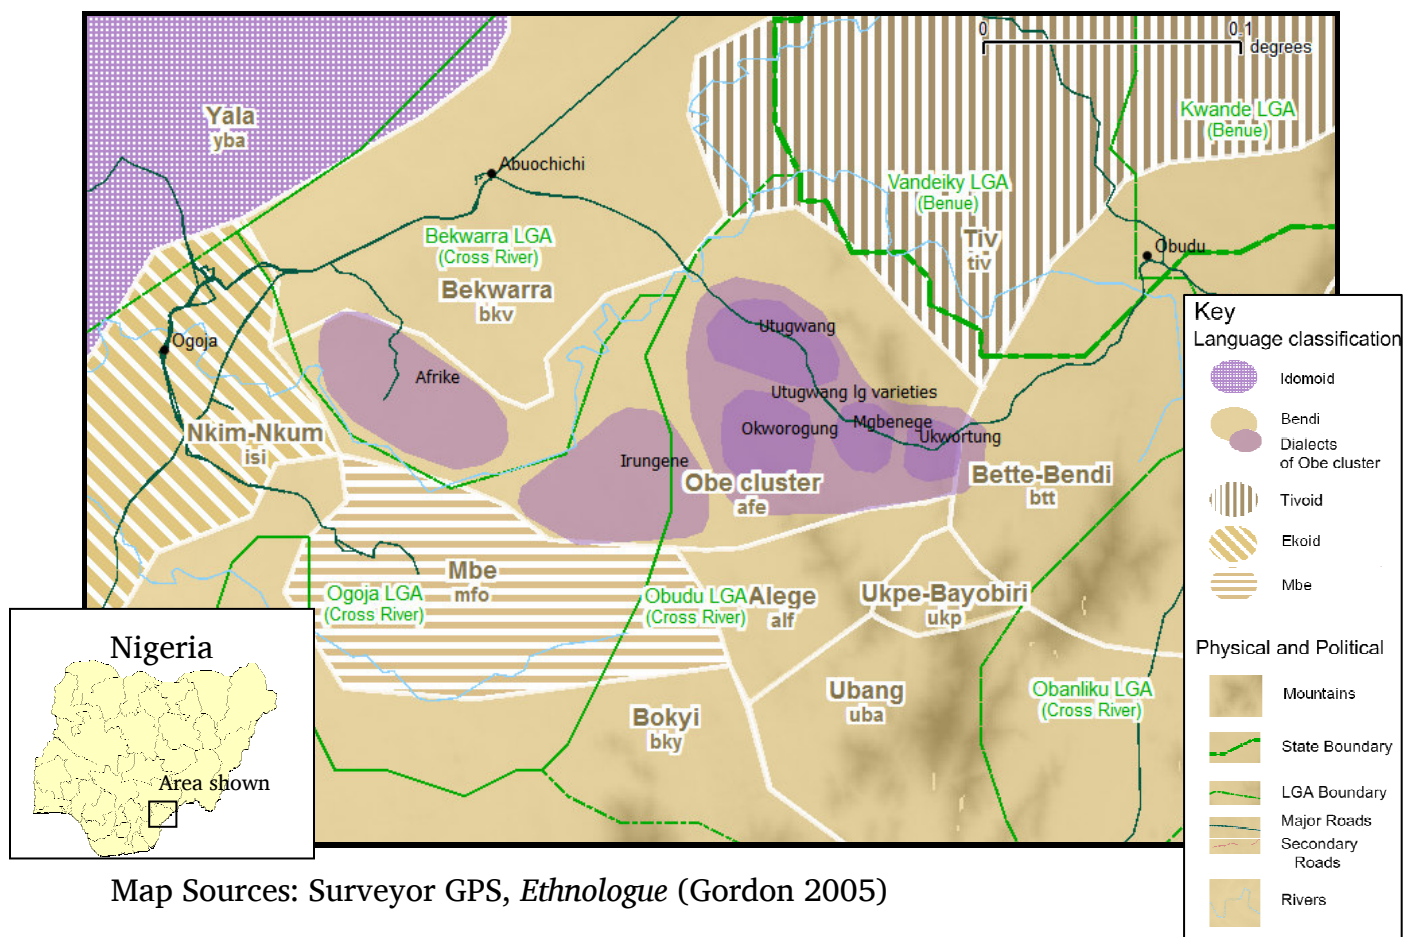 0
0.1
degrees
Yala
yba
Kwande LGA
(Benue)
Abuochichi
Vandeiky LGA
(Benue)
Bekwarra LGA
(Cross River)
Tiv
tiv
Obudu
Bekwarra
bkv
Utugwang
Ogoja
Afrike
Utugwang lg varieties
Okworogung
Mgbenege
Ukwortung
Nkim-Nkum
isi
Irungene
Obe cluster
afe
Bette-Bendi
btt
Mbe
mfo
Ogoja LGA
(Cross River)
Obudu LGA
(Cross River)
Alege
alf
Ukpe-Bayobiri
ukp
Ubang
uba
Obanliku LGA
(Cross River)
Bokyi
bky
Key
Language classification
Idomoid
Bendi
Dialects
of Obe cluster
Tivoid
Ekoid
Mbe
Physical and Political
Mountains
State Boundary
LGA Boundary
Major Roads
Secondary
Roads
Rivers
Nigeria
Area shown
Map Sources: Surveyor GPS, Ethnologue (Gordon 2005)